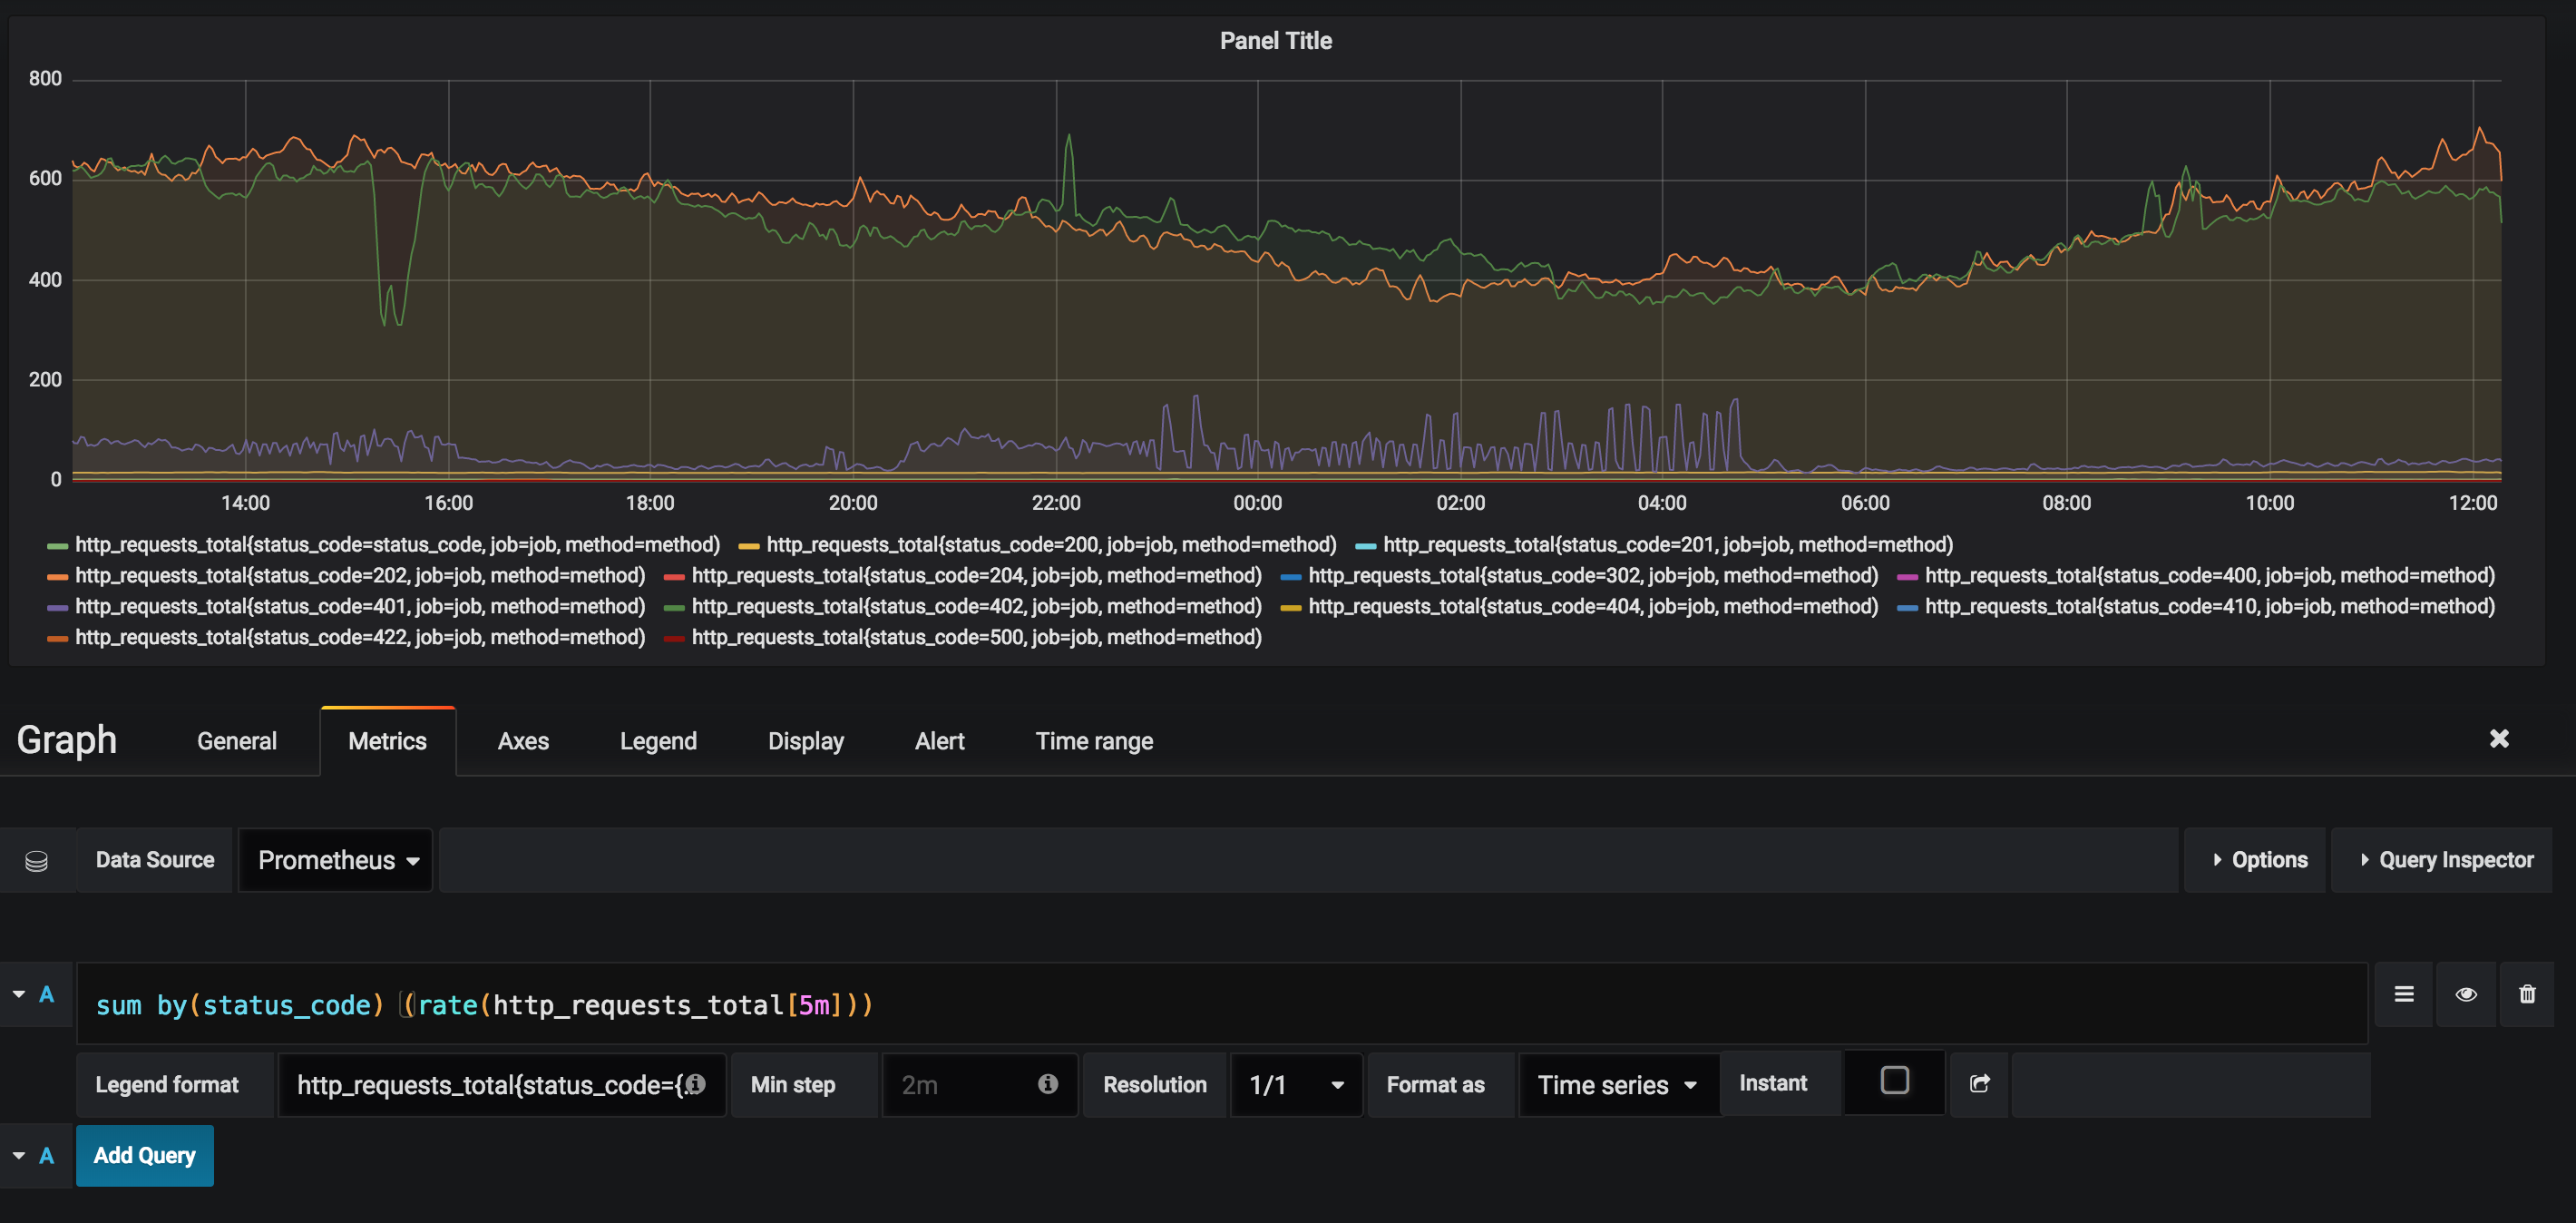 Panel Title
800
600
400
200
0
14:00 16:00 18:00 20:00 22:00 00:00 02:00 04:00 06:00 08:00 10:00 12:00
http_requests_total{status_code=status_code, job=job, method=method) http_requests_total{status_code=200, job=job, method=method) http_requests_total{status_code=201, job=job, method=method)
http_requests_total{status_code=202, job=job, method=method) http_requests_total{status_code=204, job=job, method=method) http_requests_total{status_code=302, job=job, method=method) http_requests_total{status_code=400, job=job, method=method)
http_requests_total{status_code=401, job=job, method=method) http_requests_total{status_code=402, job=job, method=method) http_requests_total{status_code=404, job=job, method=method) http_requests_total{status_code=410, job=job, method=method)
http_requests_total{status_code=422, job=job, method=method) http_requests_total{status_code=500, job=job, method=method)
Graph General Metrics Axes Legend Display Alert Time range
Data Source Prometheus Options Query Inspector
A sum by(status_code) (rate(http_requests_total[5m]))
Legend format http_requests_total{status_code={.. Min step 2m Resolution 1/1 Format as Time series Instant
A Add Query